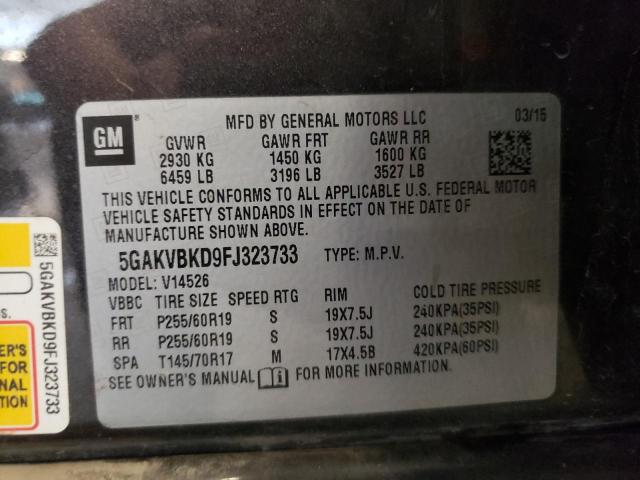 GM
MFD BY GENERAL MOTORS LLC 03/15
GVWR GAWR FRT GAWR RR
2930 KG 1450 KG 1600 KG
6459 LB 3196 LB 3527 LB
THIS VEHICLE CONFORMS TO ALL APPLICABLE U.S. FEDERAL MOTOR
VEHICLE SAFETY STANDARDS IN EFFECT ON THE DATE OF
MANUFACTURE SHOWN ABOVE.
5GAKVBKD9FJ323733 TYPE: M.P.V.
MODEL: V14526
VBBC TIRE SIZE SPEED RTG RIM COLD TIRE PRESSURE
FRT P255/60R19 S 19X7.5J 240KPA(35PSI)
RR P255/60R19 S 19X7.5J 240KPA(35PSI)
SPA T145/70R17 M 17X4.5B 420KPA(60PSI)
SEE OWNER'S MANUAL FOR MORE INFORMATION.
5GAKVBKD9FJ323733
S.
ER'S
FOR
NAL
TION